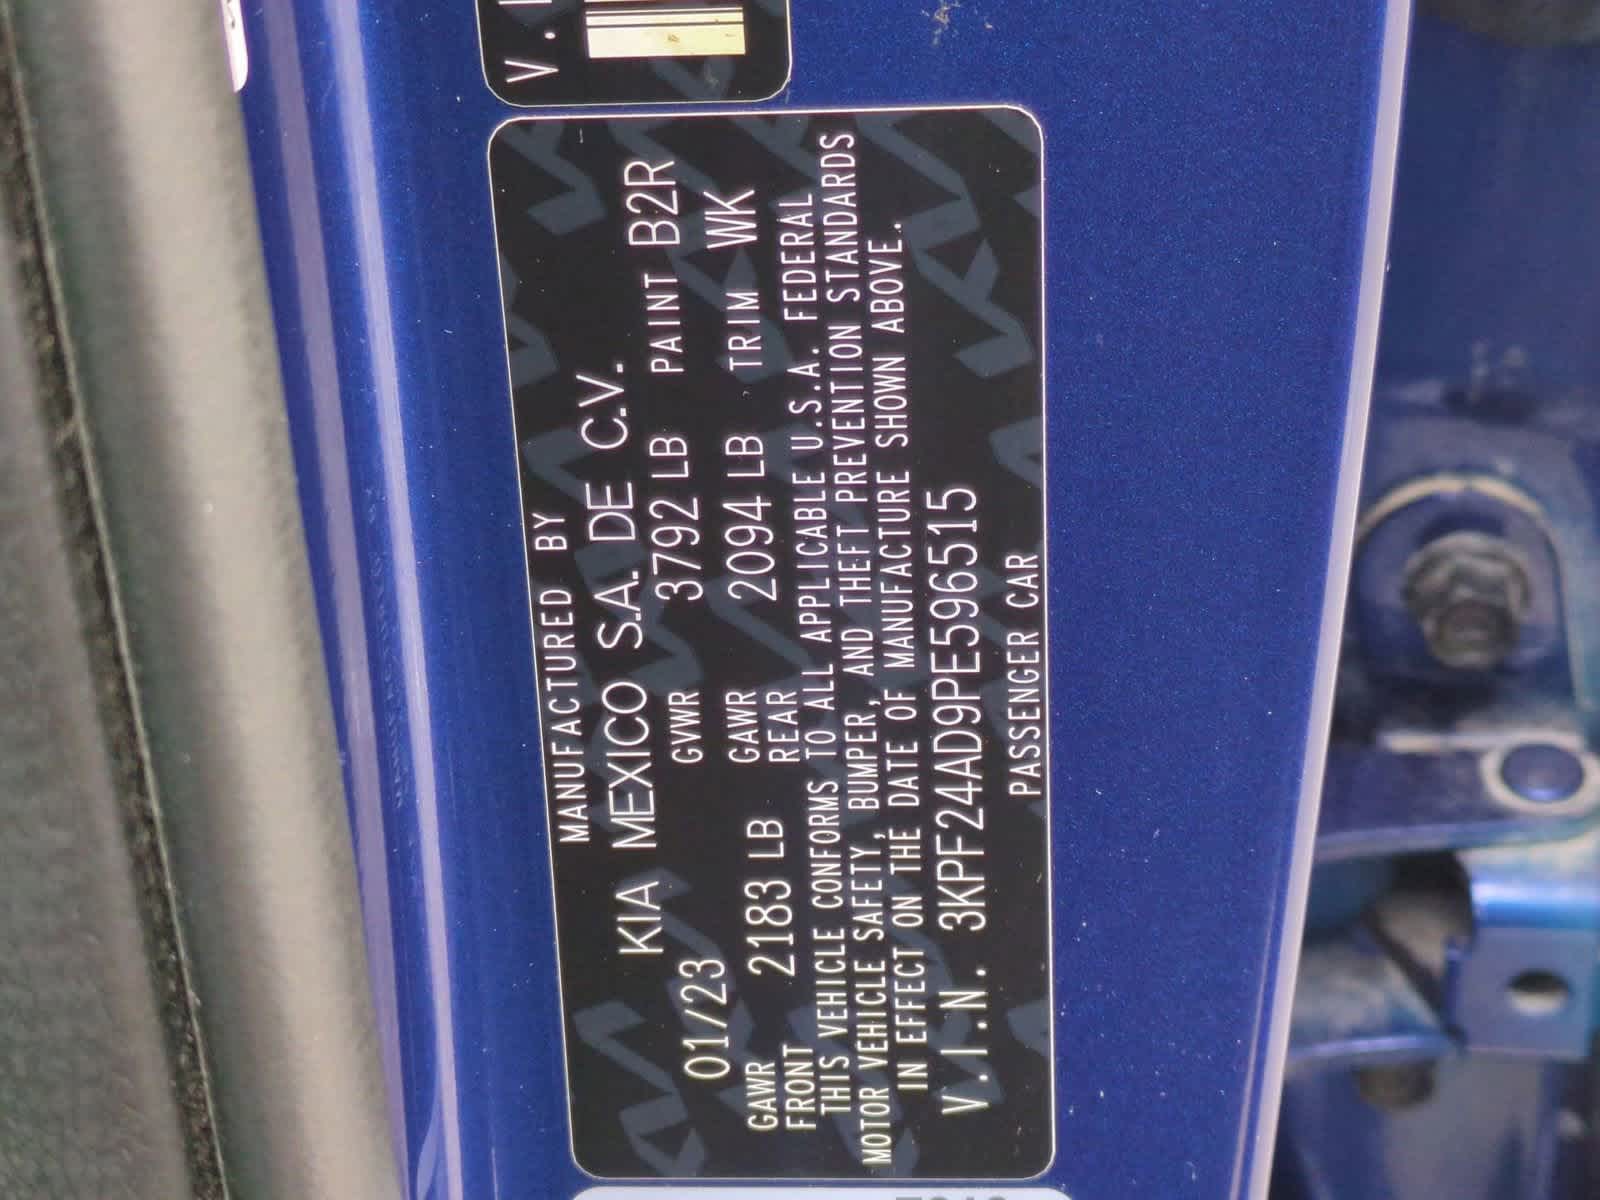 MANUFACTURED BY
KIA MEXICO S.A. DE C.V.
01/23 GVWR 3792 LB PAINT B2R
GAWR FRONT 2183 LB GAWR REAR 2094 LB TRIM WK
THIS VEHICLE CONFORMS TO ALL APPLICABLE U.S.A. FEDERAL
MOTOR VEHICLE SAFETY, BUMPER, AND THEFT PREVENTION STANDARDS
IN EFFECT ON THE DATE OF MANUFACTURE SHOWN ABOVE.
V.I.N. 3KPF24AD9PE596515
PASSENGER CAR